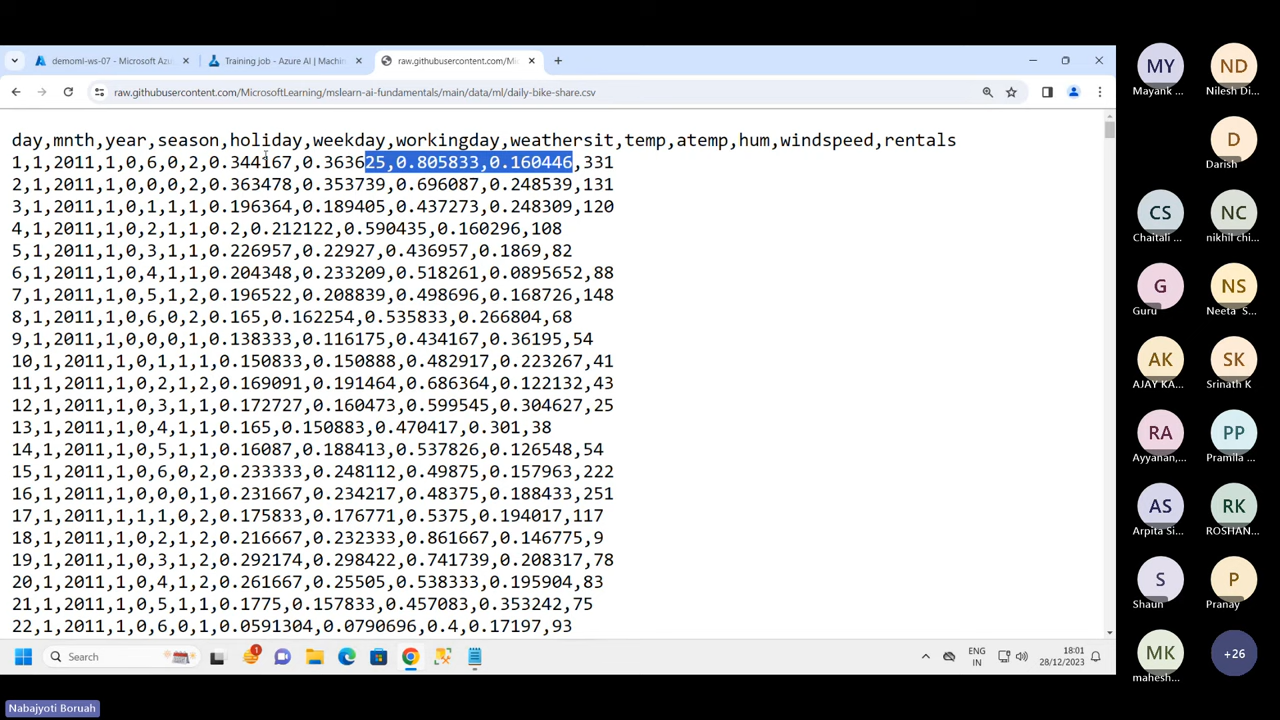 demoml-ws-07 - Microsoft Azu
Training job - Azure AI | Machin
raw.githubusercontent.com/Mic
raw.githubusercontent.com/MicrosoftLearning/mslearn-ai-fundamentals/main/data/ml/daily-bike-share.csv
day,mnth,year,season,holiday,weekday,workingday,weathersit,temp,atemp,hum,windspeed,rentals
1,1,2011,1,0,6,0,2,0.344167,0.363625,0.805833,0.160446,331
2,1,2011,1,0,0,0,2,0.363478,0.353739,0.696087,0.248539,131
3,1,2011,1,0,1,1,1,0.196364,0.189405,0.437273,0.248309,120
4,1,2011,1,0,2,1,1,0.2,0.212122,0.590435,0.160296,108
5,1,2011,1,0,3,1,1,0.226957,0.22927,0.436957,0.1869,82
6,1,2011,1,0,4,1,1,0.204348,0.233209,0.518261,0.0895652,88
7,1,2011,1,0,5,1,2,0.196522,0.208839,0.498696,0.168726,148
8,1,2011,1,0,6,0,2,0.165,0.162254,0.535833,0.266804,68
9,1,2011,1,0,0,0,1,0.138333,0.116175,0.434167,0.36195,54
10,1,2011,1,0,1,1,1,0.150833,0.150888,0.482917,0.223267,41
11,1,2011,1,0,2,1,2,0.169091,0.191464,0.686364,0.122132,43
12,1,2011,1,0,3,1,1,0.172727,0.160473,0.599545,0.304627,25
13,1,2011,1,0,4,1,1,0.165,0.150883,0.470417,0.301,38
14,1,2011,1,0,5,1,1,0.16087,0.188413,0.537826,0.126548,54
15,1,2011,1,0,6,0,2,0.233333,0.248112,0.49875,0.157963,222
16,1,2011,1,0,0,0,1,0.231667,0.234217,0.48375,0.188433,251
17,1,2011,1,1,1,0,2,0.175833,0.176771,0.5375,0.194017,117
18,1,2011,1,0,2,1,2,0.216667,0.232333,0.861667,0.146775,9
19,1,2011,1,0,3,1,2,0.292174,0.298422,0.741739,0.208317,78
20,1,2011,1,0,4,1,2,0.261667,0.25505,0.538333,0.195904,83
21,1,2011,1,0,5,1,1,0.1775,0.157833,0.457083,0.353242,75
22,1,2011,1,0,6,0,1,0.0591304,0.0790696,0.4,0.17197,93
Search
1
ENG
IN
18:01
28/12/2023
Nabajyoti Boruah
MY
ND
Mayank ...
Nilesh Di...
D
Darish
CS
NC
Chaitali ...
nikhil chi...
G
NS
Guru
Neeta S...
AK
SK
AJAY KA...
Srinath K
RA
PP
Ayyanan,...
Pramila ...
AS
RK
Arpita Si...
ROSHAN...
S
P
Shaun
Pranay
MK
+26
mahesh...